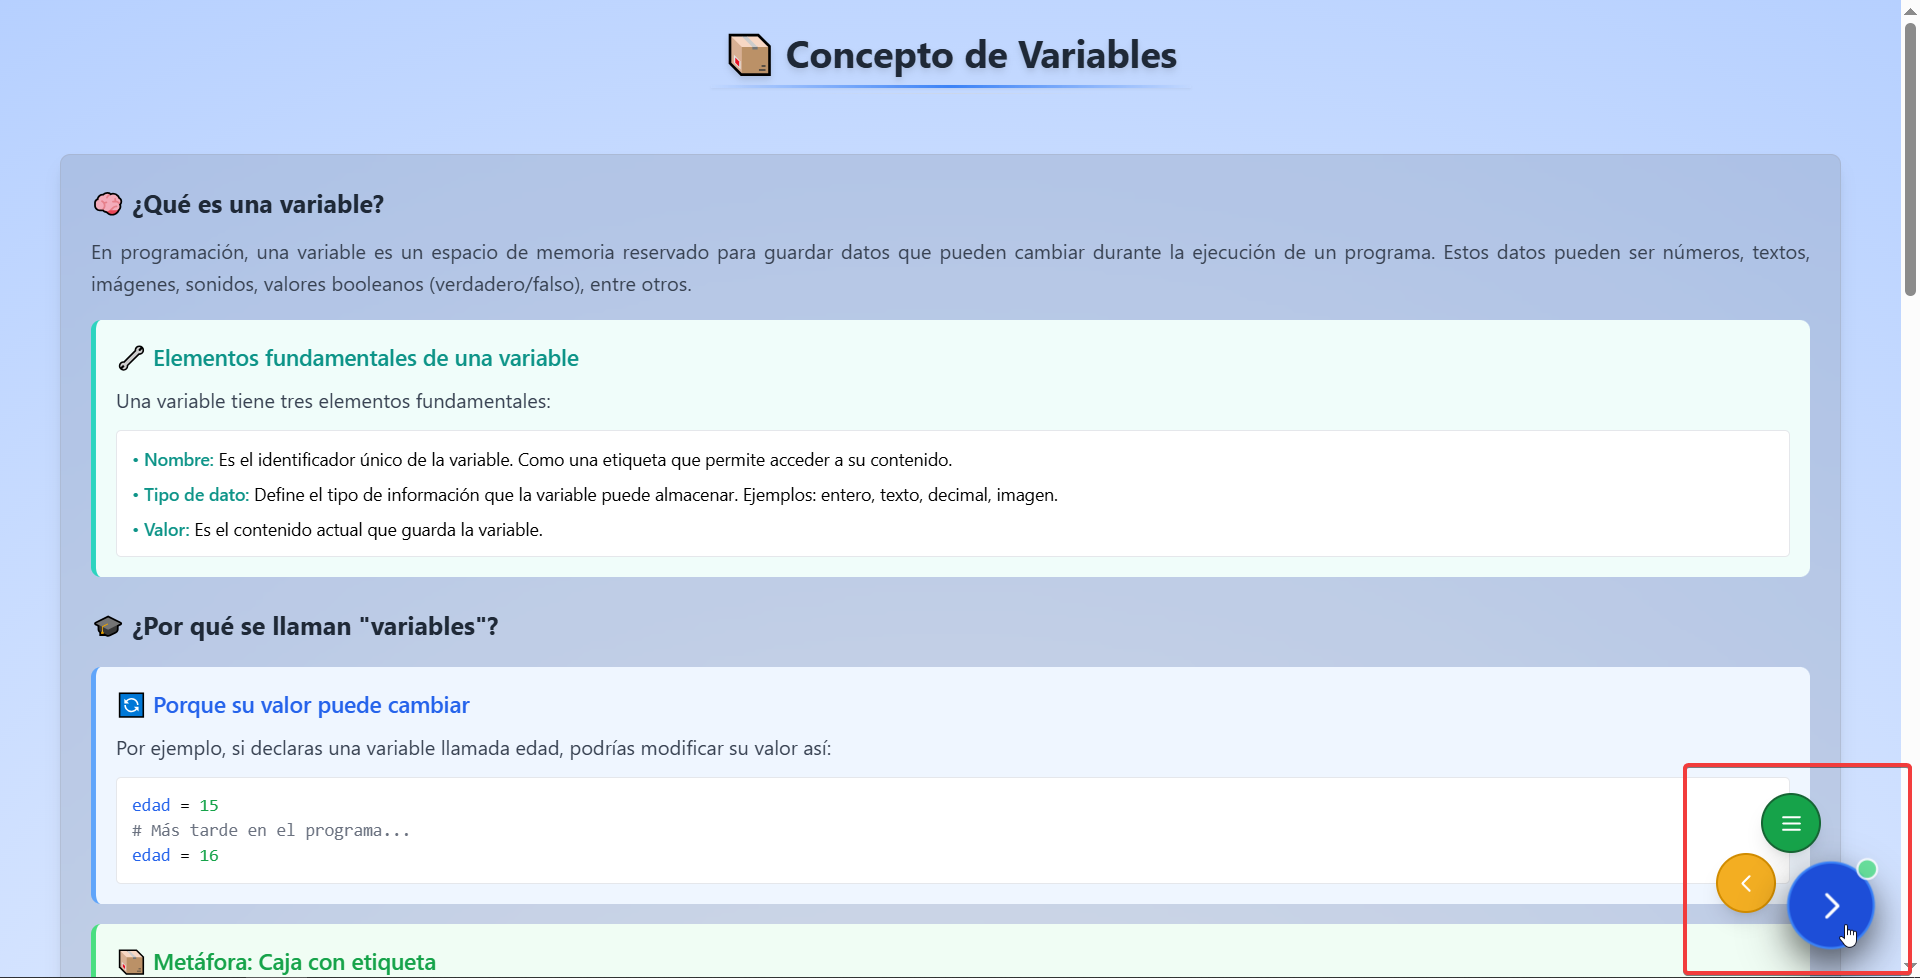 Concepto de Variables
¿Qué es una variable?
En programación, una variable es un espacio de memoria reservado para guardar datos que pueden cambiar durante la ejecución de un programa. Estos datos pueden ser números, textos,
imágenes, sonidos, valores booleanos (verdadero/falso), entre otros.
Elementos fundamentales de una variable
Una variable tiene tres elementos fundamentales:
• Nombre: Es el identificador único de la variable. Como una etiqueta que permite acceder a su contenido.
• Tipo de dato: Define el tipo de información que la variable puede almacenar. Ejemplos: entero, texto, decimal, imagen.
• Valor: Es el contenido actual que guarda la variable.
¿Por qué se llaman "variables"?
Porque su valor puede cambiar
Por ejemplo, si declaras una variable llamada edad, podrías modificar su valor así:
edad = 15
# Más tarde en el programa...
edad = 16
Metáfora: Caja con etiqueta